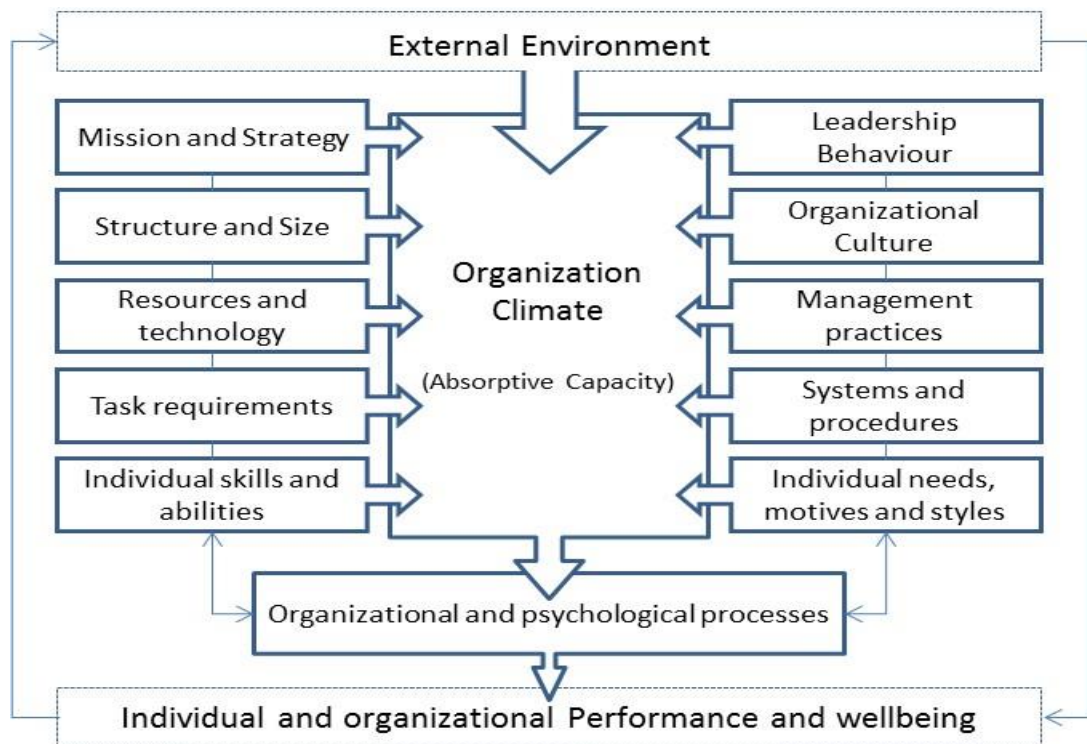 External Environment
Mission and Strategy
Structure and Size
Resources and
technology
Task requirements
Individual skills and
abilities
Organization
Climate
(Absorptive Capacity)
Leadership
Behaviour
Organizational
Culture
Management
practices
Systems and
procedures
Individual needs,
motives and styles
Organizational and psychological processes
Individual and organizational Performance and wellbeing